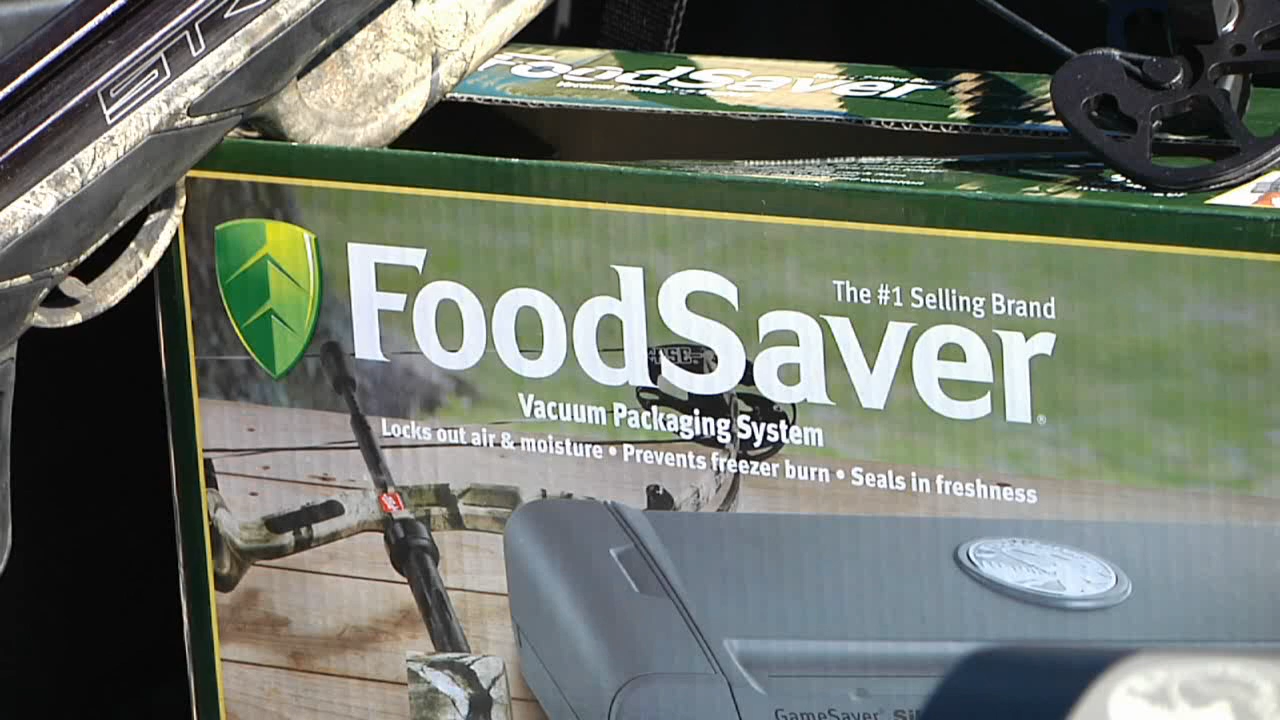 FoodSaver
The #1 Selling Brand
FoodSaver®
Vacuum Packaging System
Locks out air & moisture • Prevents freezer burn • Seals in freshness
GameSaver®